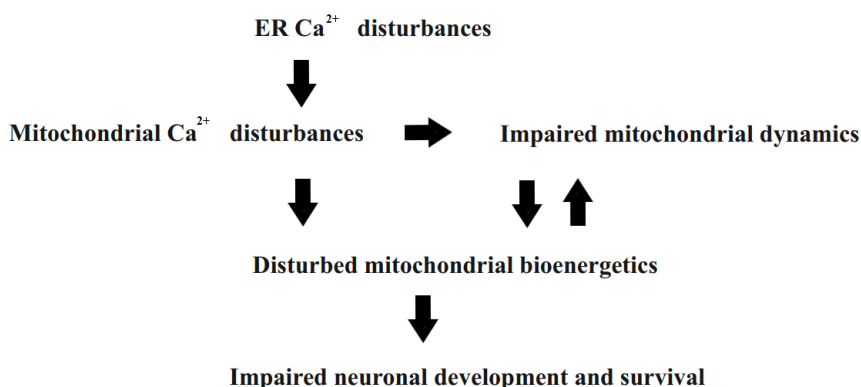 ER Ca²⁺ disturbances
Mitochondrial Ca²⁺ disturbances
Impaired mitochondrial dynamics
Disturbed mitochondrial bioenergetics
Impaired neuronal development and survival